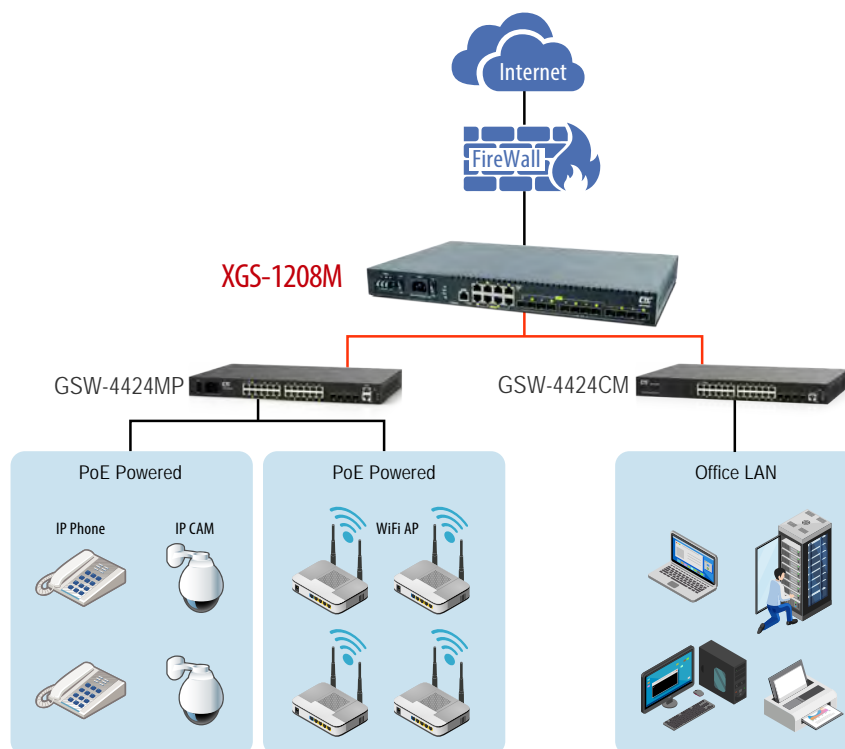 Internet
FireWall
XGS-1208M
CTC
GSW-4424MP
GSW-4424CM
PoE Powered
PoE Powered
Office LAN
IP Phone
IP CAM
WiFi AP